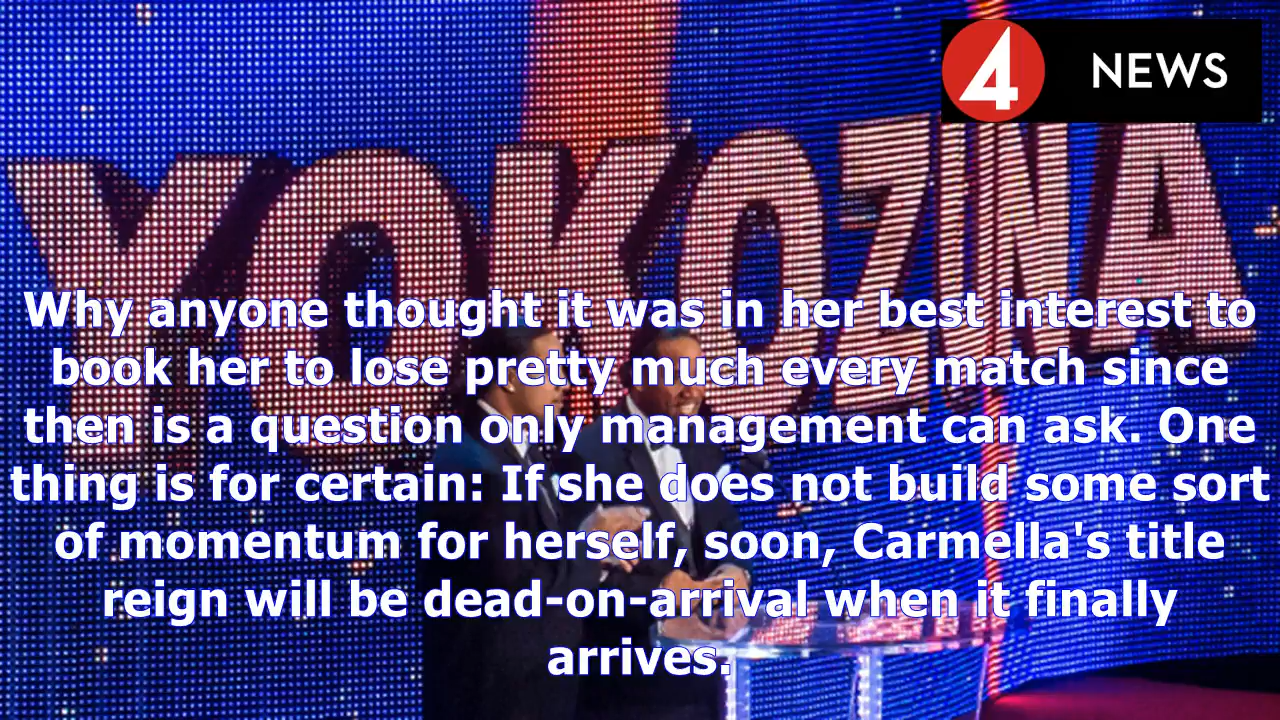 4 NEWS
YOKOZUNA
Why anyone thought it was in her best interest to
book her to lose pretty much every match since
then is a question only management can ask. One
thing is for certain: If she does not build some sort
of momentum for herself, soon, Carmella's title
reign will be dead-on-arrival when it finally
arrives.